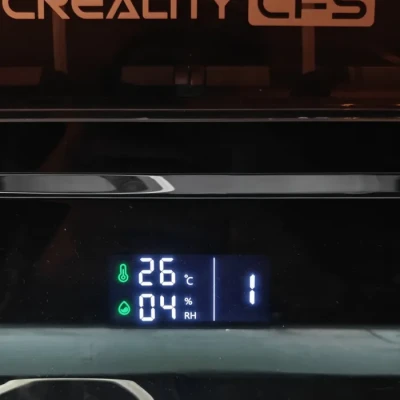 CREALITY CFS
26 °C
04 % RH
1